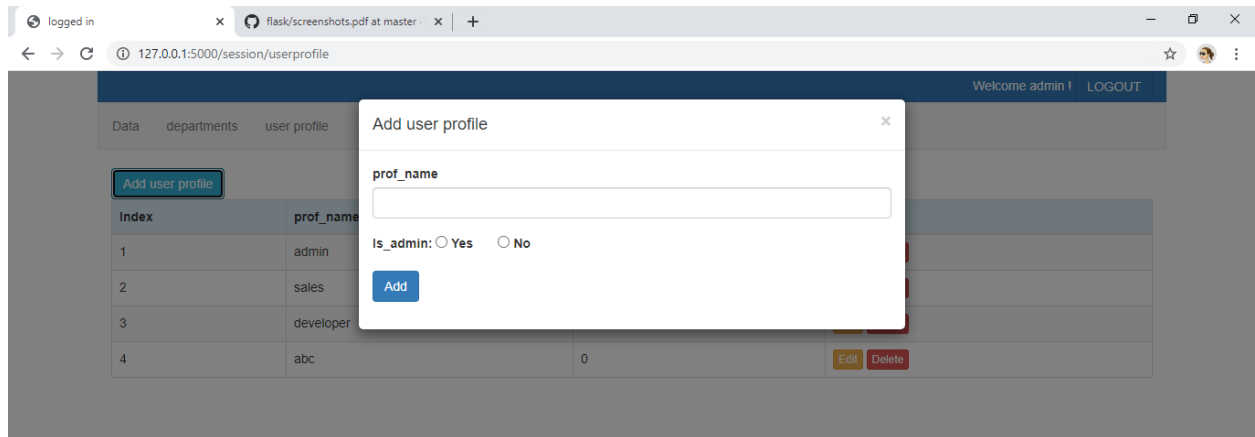 logged in
flask/screenshots.pdf at master
127.0.0.1:5000/session/userprofile
Welcome admin ! LOGOUT
Data departments user profile
Add user profile
prof_name
Is_admin: Yes No
Add
Add user profile
Index prof_name
1 admin
2 sales
3 developer
4 abc 0 Edit Delete